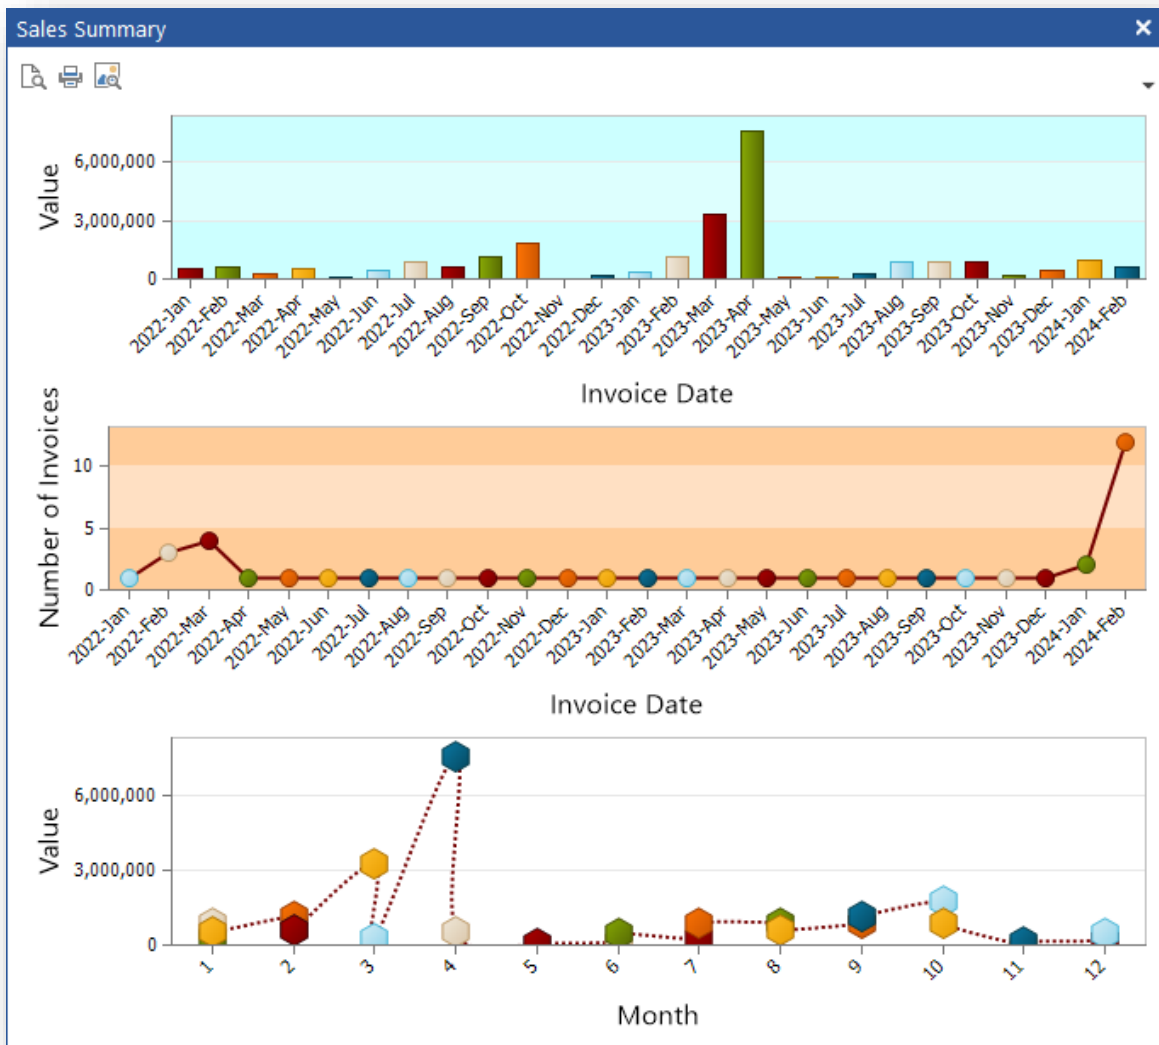 Sales Summary
Value
6,000,000
3,000,000
0
2022-Jan
2022-Feb
2022-Mar
2022-Apr
2022-May
2022-Jun
2022-Jul
2022-Aug
2022-Sep
2022-Oct
2022-Nov
2022-Dec
2023-Jan
2023-Feb
2023-Mar
2023-Apr
2023-May
2023-Jun
2023-Jul
2023-Aug
2023-Sep
2023-Oct
2023-Nov
2023-Dec
2024-Jan
2024-Feb
Invoice Date
Number of Invoices
10
5
0
2022-Jan
2022-Feb
2022-Mar
2022-Apr
2022-May
2022-Jun
2022-Jul
2022-Aug
2022-Sep
2022-Oct
2022-Nov
2022-Dec
2023-Jan
2023-Feb
2023-Mar
2023-Apr
2023-May
2023-Jun
2023-Jul
2023-Aug
2023-Sep
2023-Oct
2023-Nov
2023-Dec
2024-Jan
2024-Feb
Invoice Date
Value
6,000,000
3,000,000
0
1
2
3
4
5
6
7
8
9
10
11
12
Month